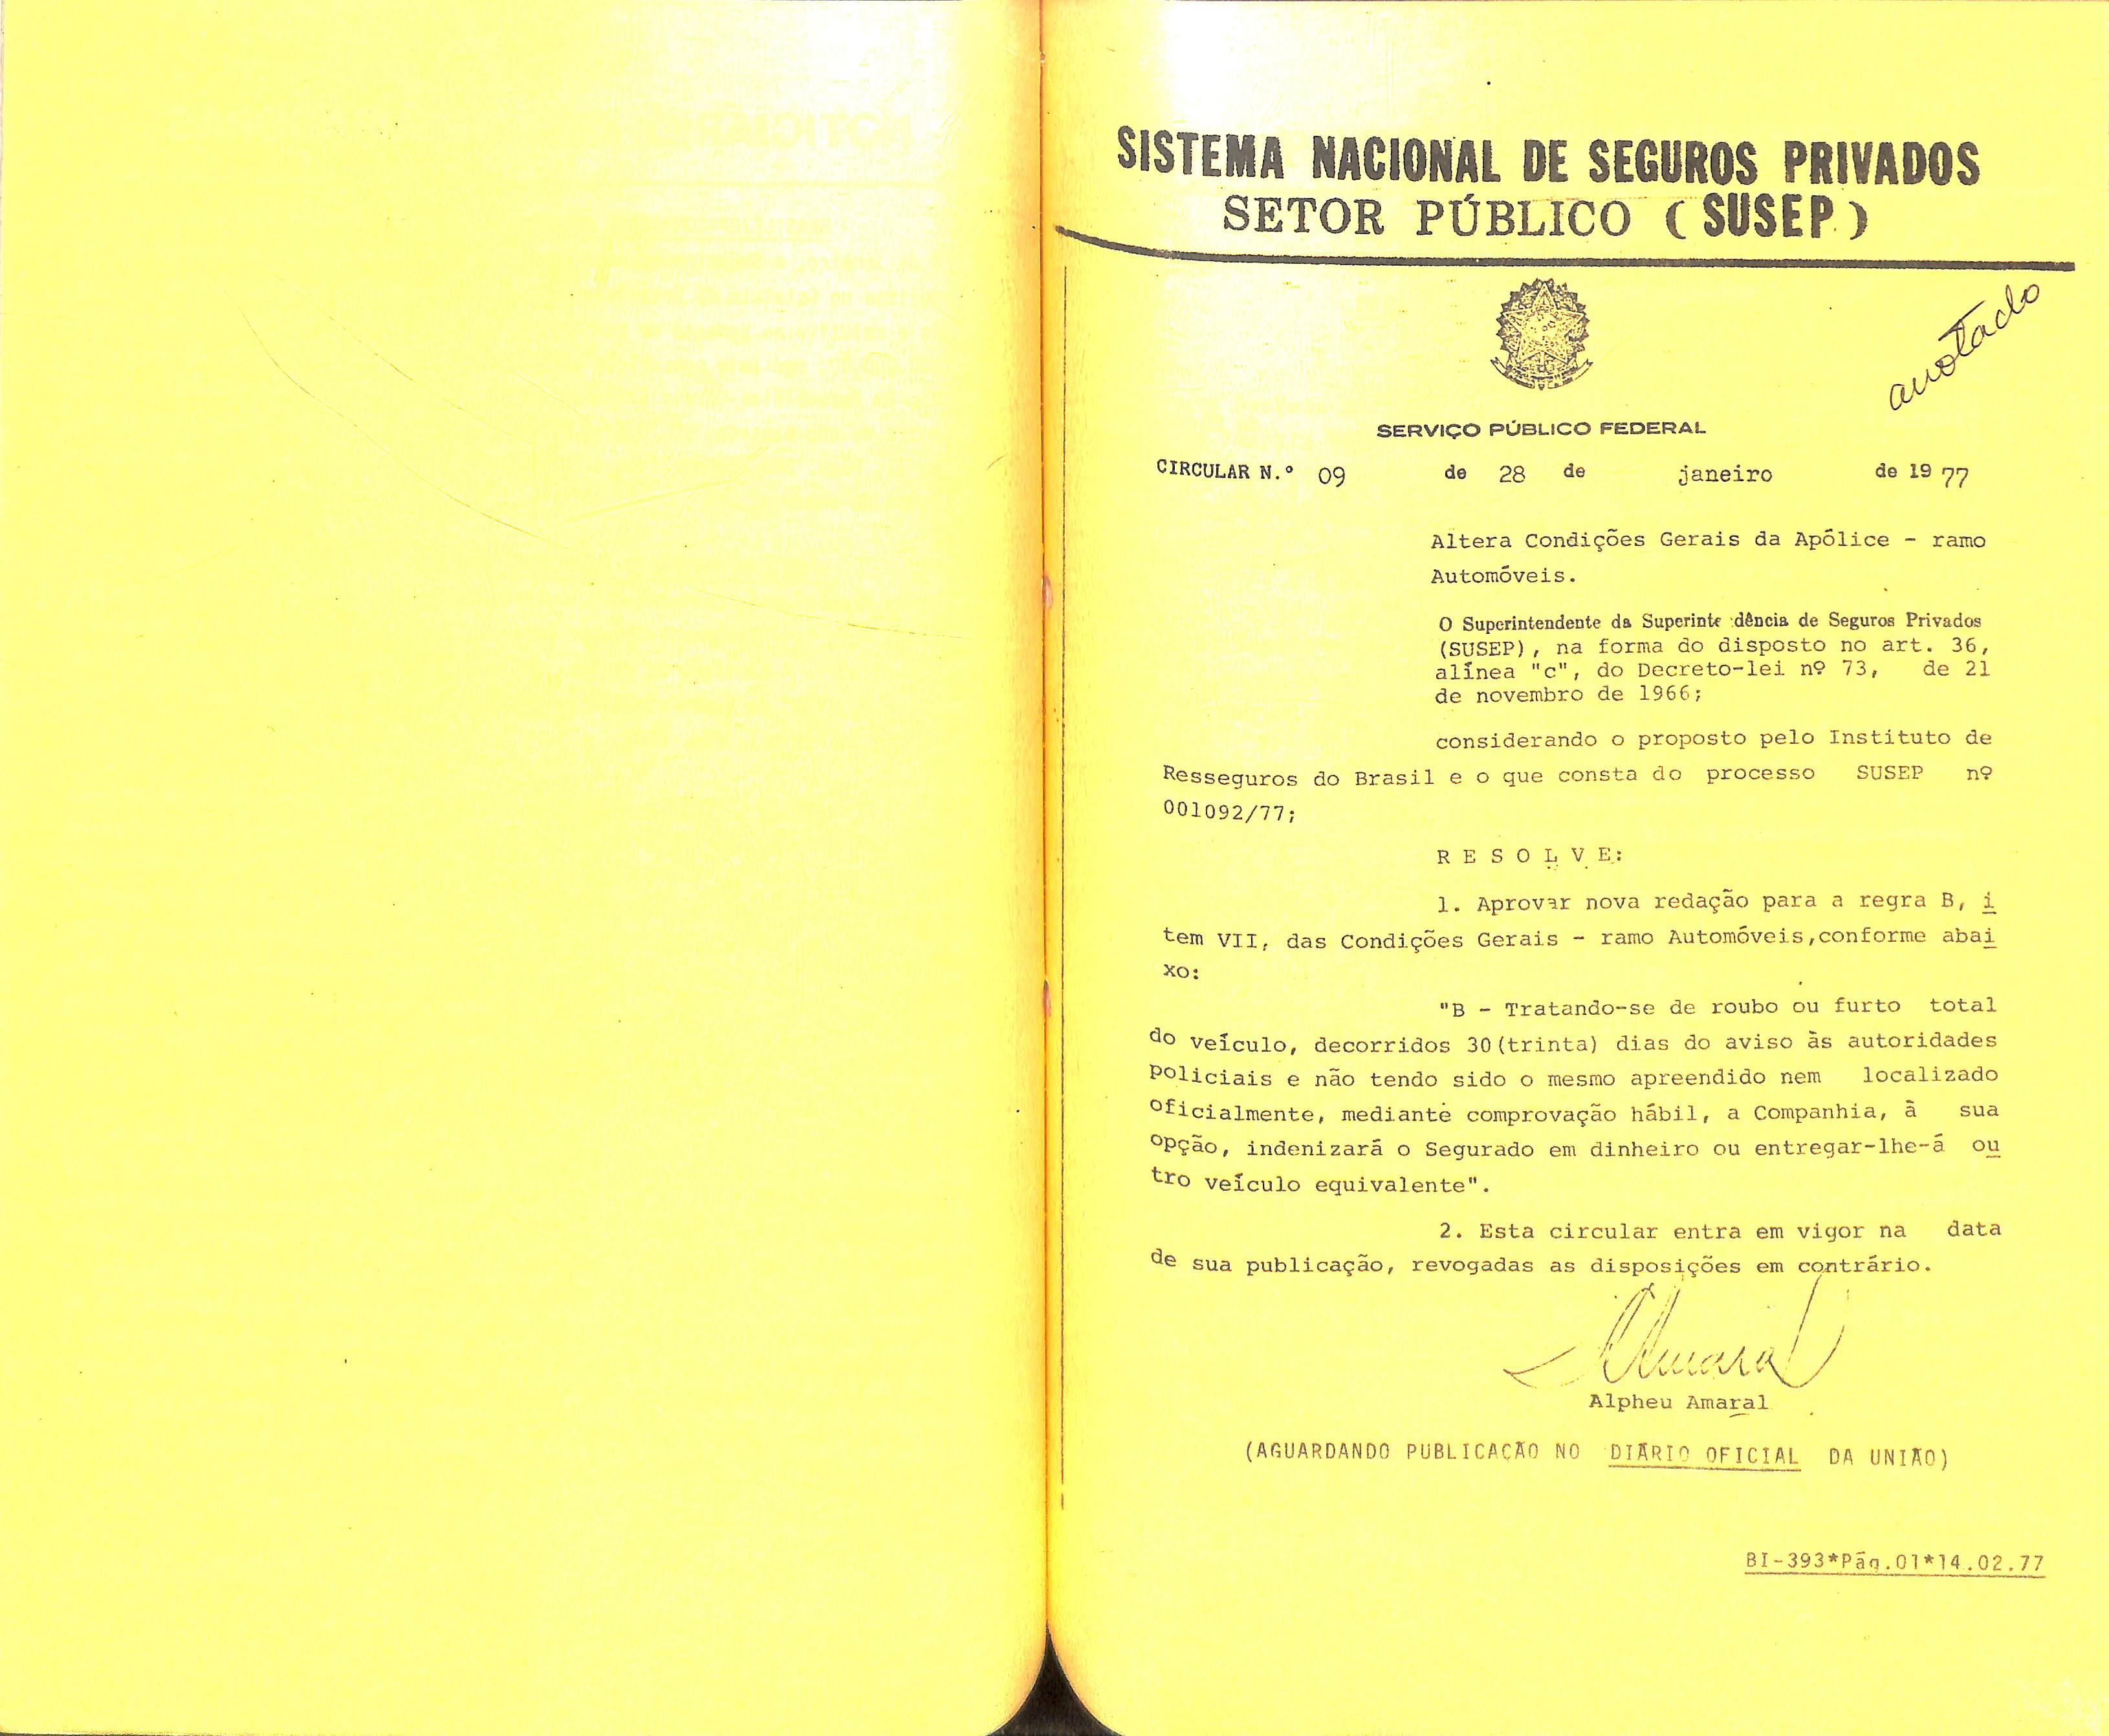 SISTEMA NACIONAL DE SEGUROS PRIVADOS
SETOR PÚBLICO (SUSEP)
anotado
SERVIÇO PÚBLICO FEDERAL
CIRCULAR N.º 09 de 28 de janeiro de 1977
Altera Condições Gerais da Apólice - ramo
Automóveis.
O Superintendente da Superinte dência de Seguros Privados
(SUSEP), na forma do disposto no art. 36,
alínea "c", do Decreto-lei nº 73, de 21
de novembro de 1966;
considerando o proposto pelo Instituto de
Resseguros do Brasil e o que consta do processo SUSEP nº
001092/77;
R E S O L V E:
1. Aprovar nova redação para a regra B, i
tem VII, das Condições Gerais - ramo Automóveis,conforme abai
xo:
"B - Tratando-se de roubo ou furto total
do veículo, decorridos 30(trinta) dias do aviso às autoridades
policiais e não tendo sido o mesmo apreendido nem localizado
oficialmente, mediante comprovação hábil, a Companhia, à sua
opção, indenizará o Segurado em dinheiro ou entregar-lhe-á ou
tro veículo equivalente".
2. Esta circular entra em vigor na data
de sua publicação, revogadas as disposições em contrário.
Amaral
Alpheu Amaral
(AGUARDANDO PUBLICAÇÃO NO DIÁRIO OFICIAL DA UNIÃO)
BI-393*Pág.01*14.02.77